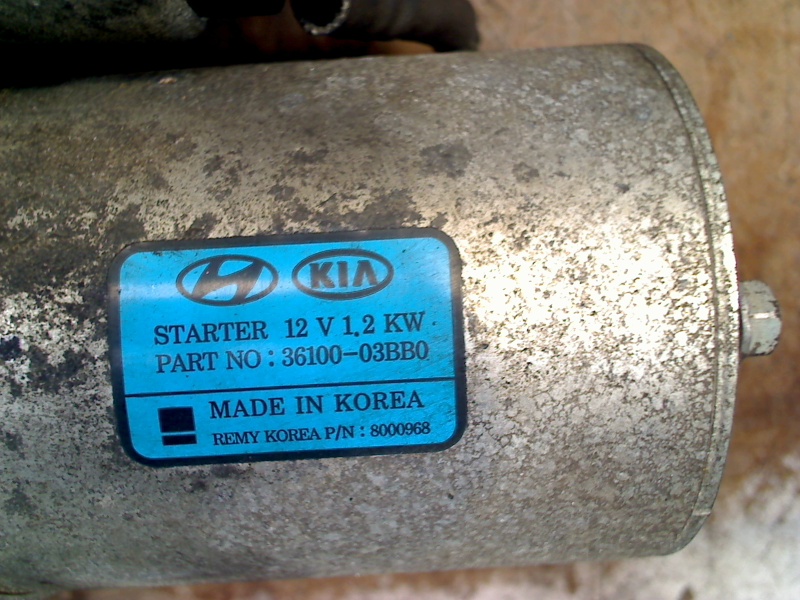 KIA
STARTER 12 V 1.2 KW
PART NO : 36100-03BB0
MADE IN KOREA
REMY KOREA P/N : 8000968